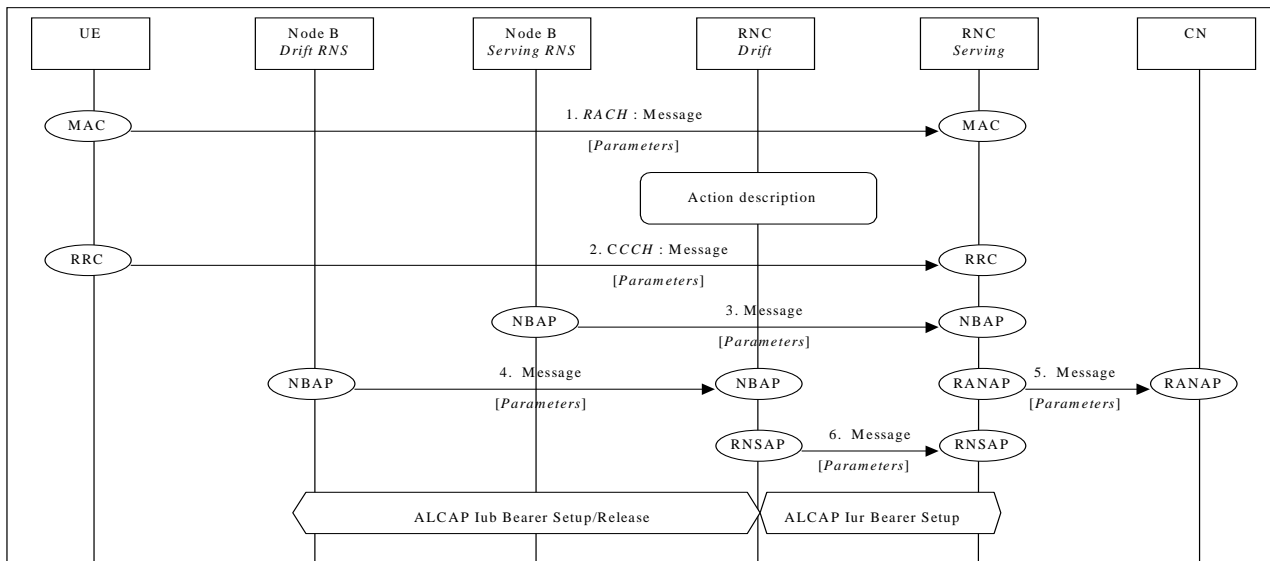 UE
Node B
Drift RNS
Node B
Serving RNS
RNC
Drift
RNC
Serving
CN
MAC
1. RACH : Message
[Parameters]
MAC
Action description
RRC
2. CCCH : Message
[Parameters]
RRC
NBAP
3. Message
[Parameters]
NBAP
NBAP
4. Message
[Parameters]
NBAP
RANAP
5. Message
[Parameters]
RANAP
RNSAP
6. Message
[Parameters]
RNSAP
ALCAP Iub Bearer Setup/Release
ALCAP Iur Bearer Setup